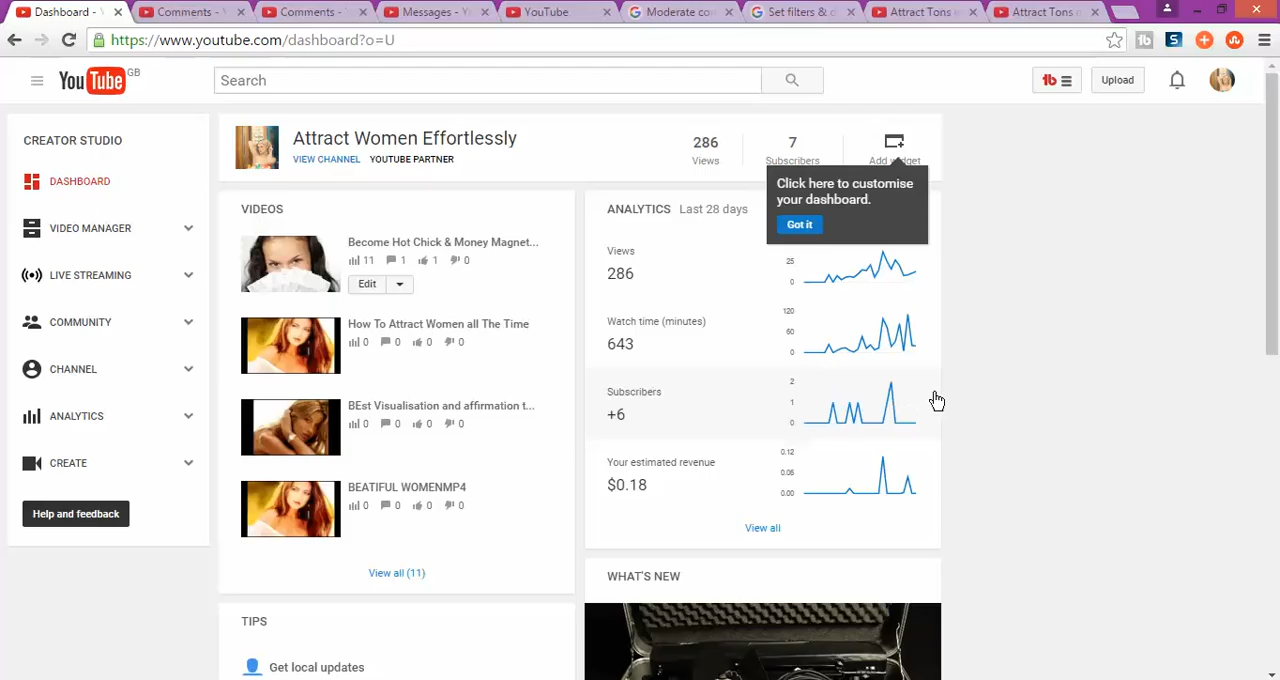 Dashboard - Y
Comments - Y
Comments - Y
Messages - Yo
YouTube
Moderate co
Set filters & o
Attract Tons o
Attract Tons o
https://www.youtube.com/dashboard?o=U
YouTube GB
Search
Upload
CREATOR STUDIO
DASHBOARD
VIDEO MANAGER
LIVE STREAMING
COMMUNITY
CHANNEL
ANALYTICS
CREATE
Help and feedback
Attract Women Effortlessly
VIEW CHANNEL YOUTUBE PARTNER
286
Views
7
Subscribers
Add widget
Click here to customise
your dashboard.
Got it
VIDEOS
Become Hot Chick & Money Magnet...
11 1 1 0
Edit
How To Attract Women all The Time
0 0 0 0
BEst Visualisation and affirmation t...
0 0 0 0
BEATIFUL WOMENMP4
0 0 0 0
View all (11)
TIPS
Get local updates
ANALYTICS Last 28 days
Views
286
25
0
Watch time (minutes)
643
120
60
0
Subscribers
+6
2
1
0
Your estimated revenue
$0.18
0.12
0.06
0.00
View all
WHAT'S NEW